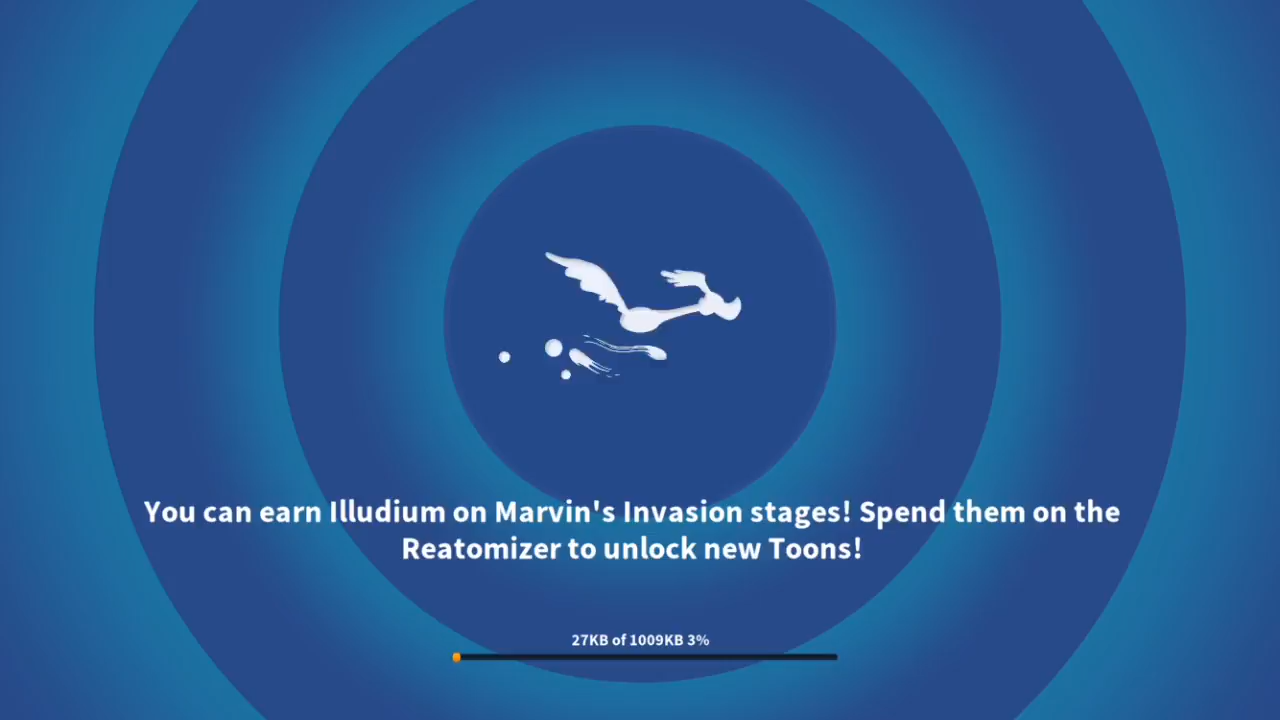 You can earn Illudium on Marvin's Invasion stages! Spend them on the
Reatomizer to unlock new Toons!
27KB of 1009KB 3%